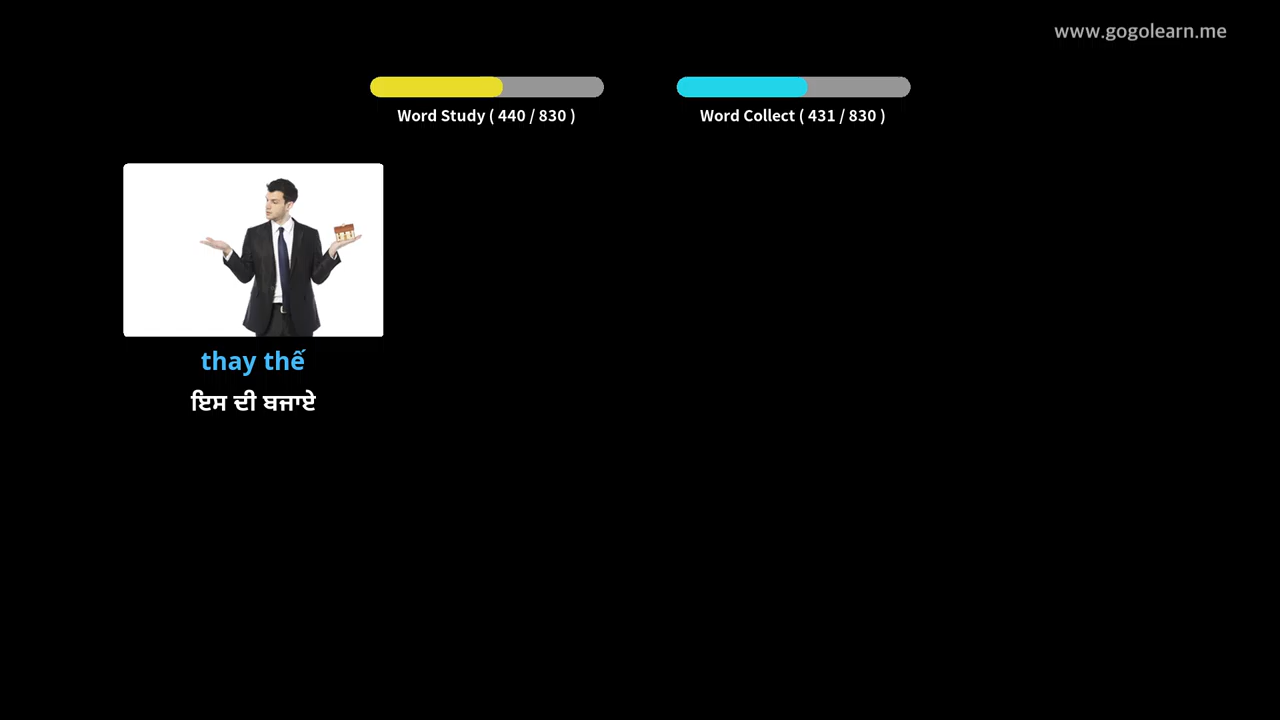 www.gogolearn.me
Word Study ( 440 / 830 )
Word Collect ( 431 / 830 )
thay thế
ਇਸ ਦੀ ਬਜਾਏ